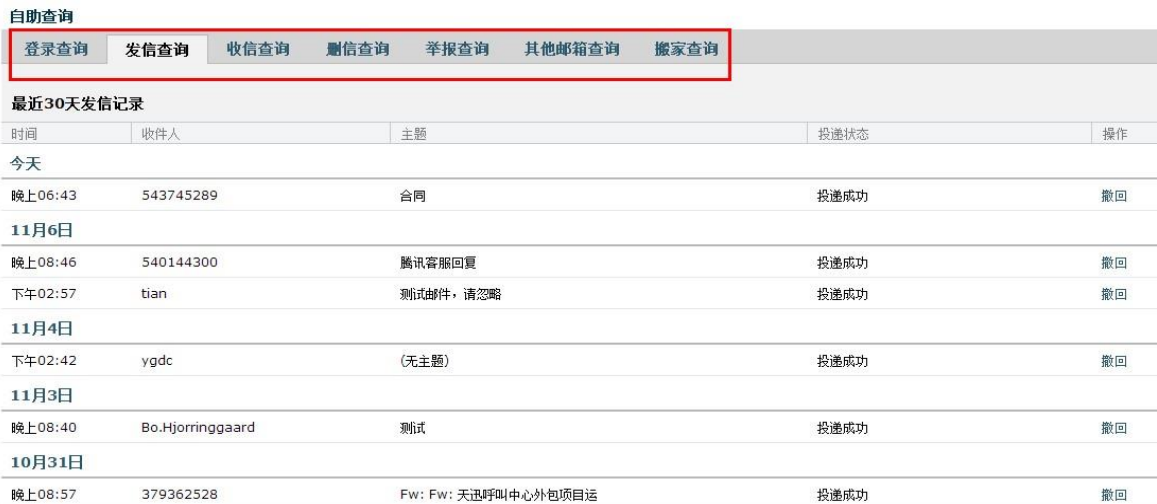 自助查询
登录查询 发信查询 收信查询 删信查询 举报查询 其他邮箱查询 搬家查询
最近30天发信记录
时间 收件人 主题 投递状态 操作
今天
晚上06:43 543745289 合同 投递成功 撤回
11月6日
晚上08:46 540144300 腾讯客服回复 投递成功 撤回
下午02:57 tian 测试邮件，请忽略 投递成功 撤回
11月4日
下午02:42 ygdc (无主题) 投递成功 撤回
11月3日
晚上08:40 Bo.Hjorringgaard 测试 投递成功 撤回
10月31日
晚上08:57 379362528 Fw: Fw: 天迅呼叫中心外包项目运 投递成功 撤回